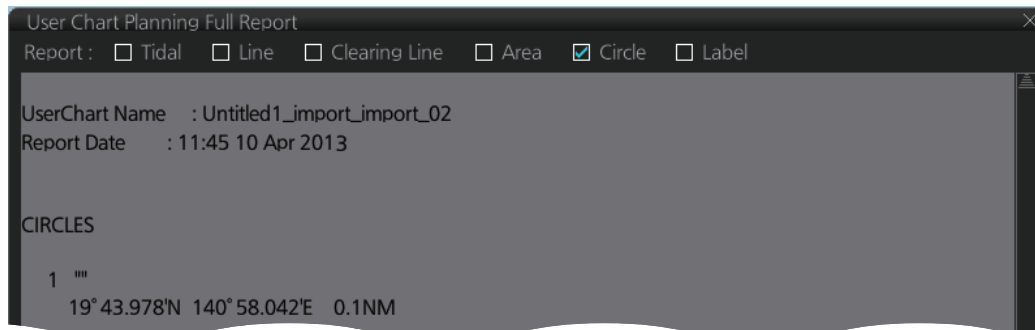 User Chart Planning Full Report
Report : Tidal Line Clearing Line Area Circle Label
UserChart Name : Untitled1_import_import_02
Report Date : 11:45 10 Apr 2013
CIRCLES
1 ""
19°43.978'N 140°58.042'E 0.1NM